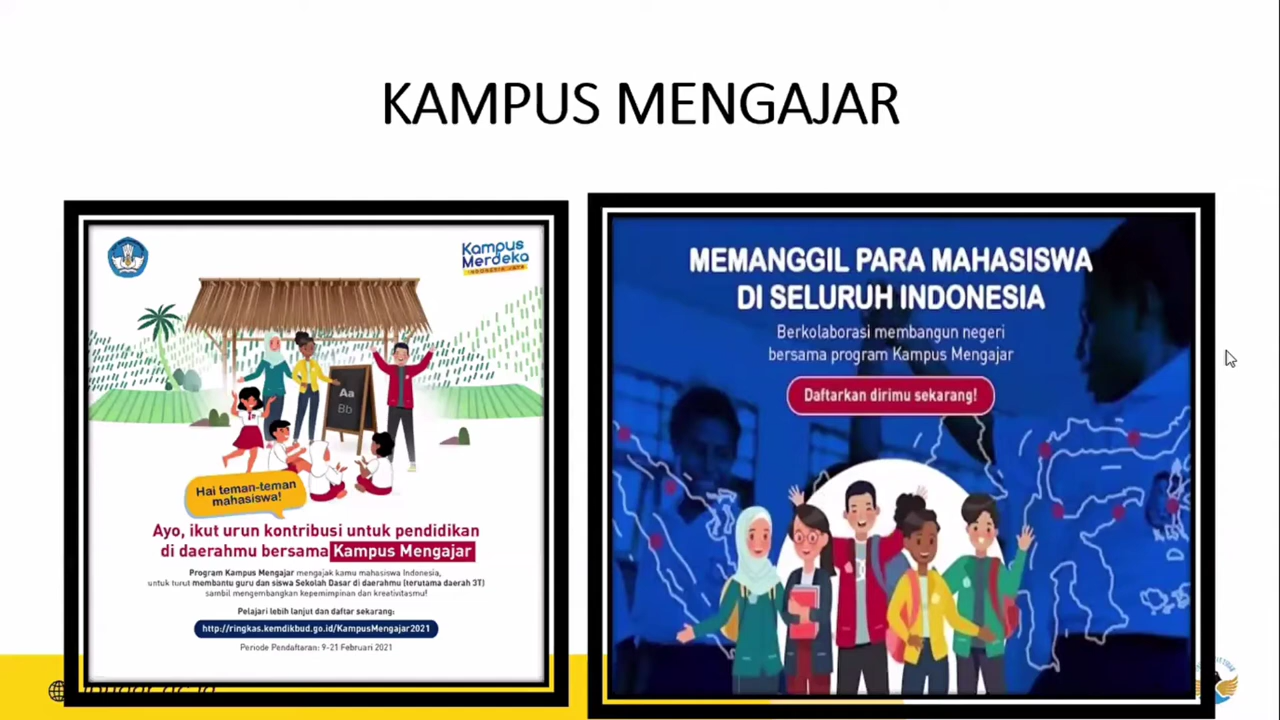 KAMPUS MENGAJAR
Kampus
Merdeka
INDONESIA JAYA
Aa
Bb
Hai teman-teman
mahasiswa!
Ayo, ikut urun kontribusi untuk pendidikan
di daerahmu bersama Kampus Mengajar
Program Kampus Mengajar mengajak kamu mahasiswa Indonesia,
untuk turut membantu guru dan siswa Sekolah Dasar di daerahmu (terutama daerah 3T)
sambil mengembangkan kepemimpinan dan kreativitasmu!
Pelajari lebih lanjut dan daftar sekarang:
http://ringkas.kemdikbud.go.id/KampusMengajar2021
Periode Pendaftaran: 9-21 Februari 2021
MEMANGGIL PARA MAHASISWA
DI SELURUH INDONESIA
Berkolaborasi membangun negeri
bersama program Kampus Mengajar
Daftarkan dirimu sekarang!